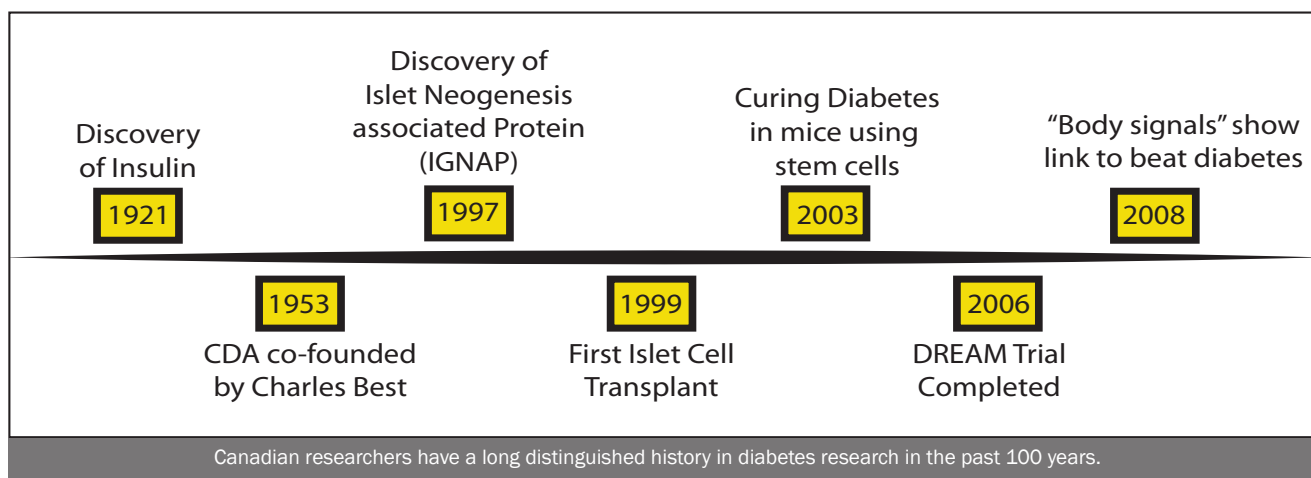 Discovery
of Insulin
1921
1953
CDA co-founded
by Charles Best
Discovery of
Islet Neogenesis
associated Protein
(IGNAP)
1997
1999
First Islet Cell
Transplant
Curing Diabetes
in mice using
stem cells
2003
2006
DREAM Trial
Completed
“Body signals” show
link to beat diabetes
2008
Canadian researchers have a long distinguished history in diabetes research in the past 100 years.